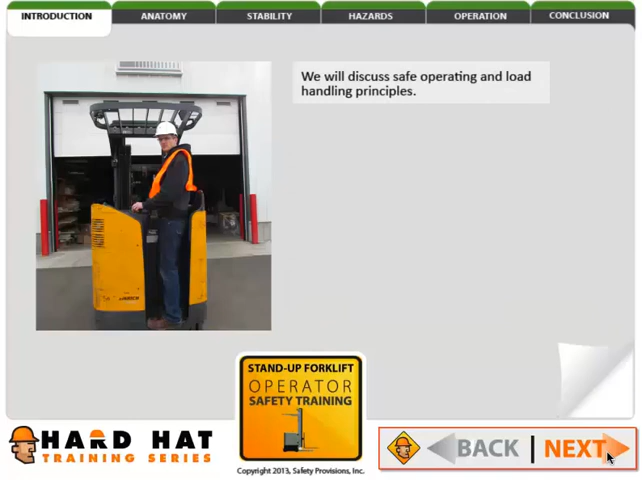 INTRODUCTION
ANATOMY
STABILITY
HAZARDS
OPERATION
CONCLUSION
We will discuss safe operating and load
handling principles.
STAND-UP FORKLIFT
OPERATOR
SAFETY TRAINING
HARD HAT
TRAINING SERIES
Copyright 2013, Safety Provisions, Inc.
BACK | NEXT